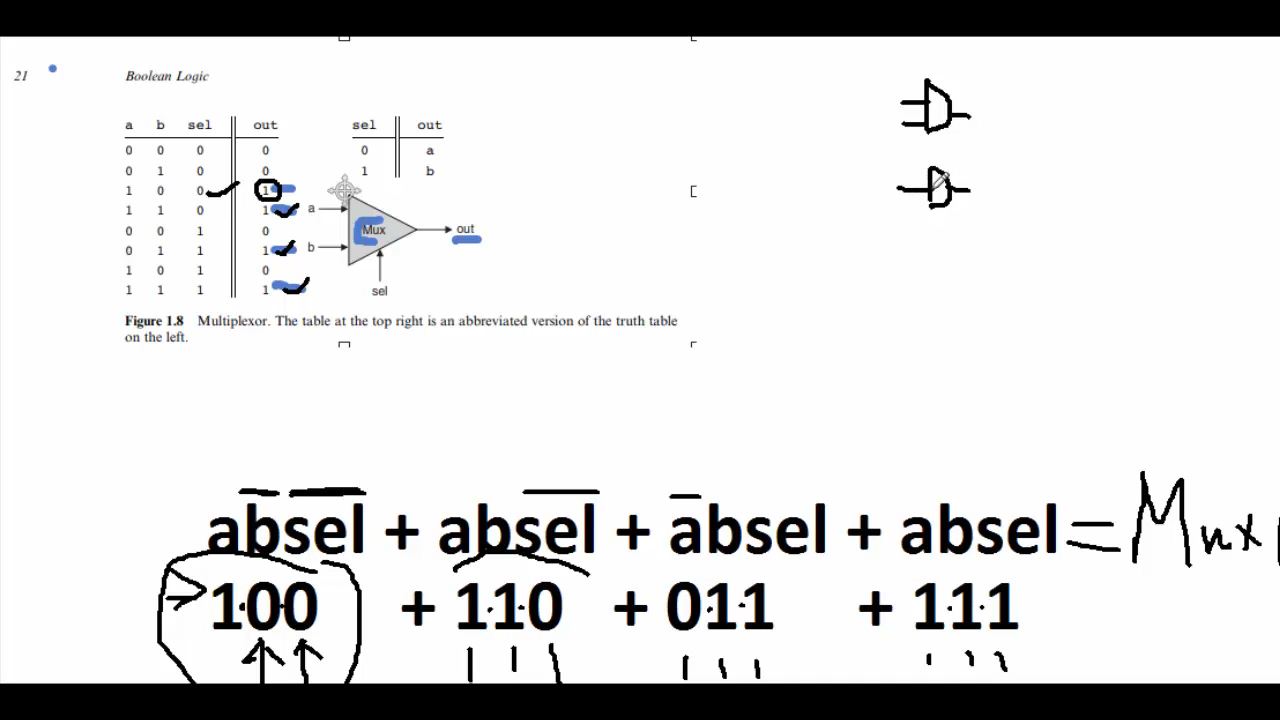 21 Boolean Logic
a b sel out
0 0 0 0
0 1 0 0
1 0 0 1
1 1 0 1
0 0 1 0
0 1 1 1
1 0 1 0
1 1 1 1
sel out
0 a
1 b
a
Mux
out
b
sel
Figure 1.8 Multiplexor. The table at the top right is an abbreviated version of the truth table
on the left.
absel + absel + absel + absel = Mux
100 + 110 + 011 + 111